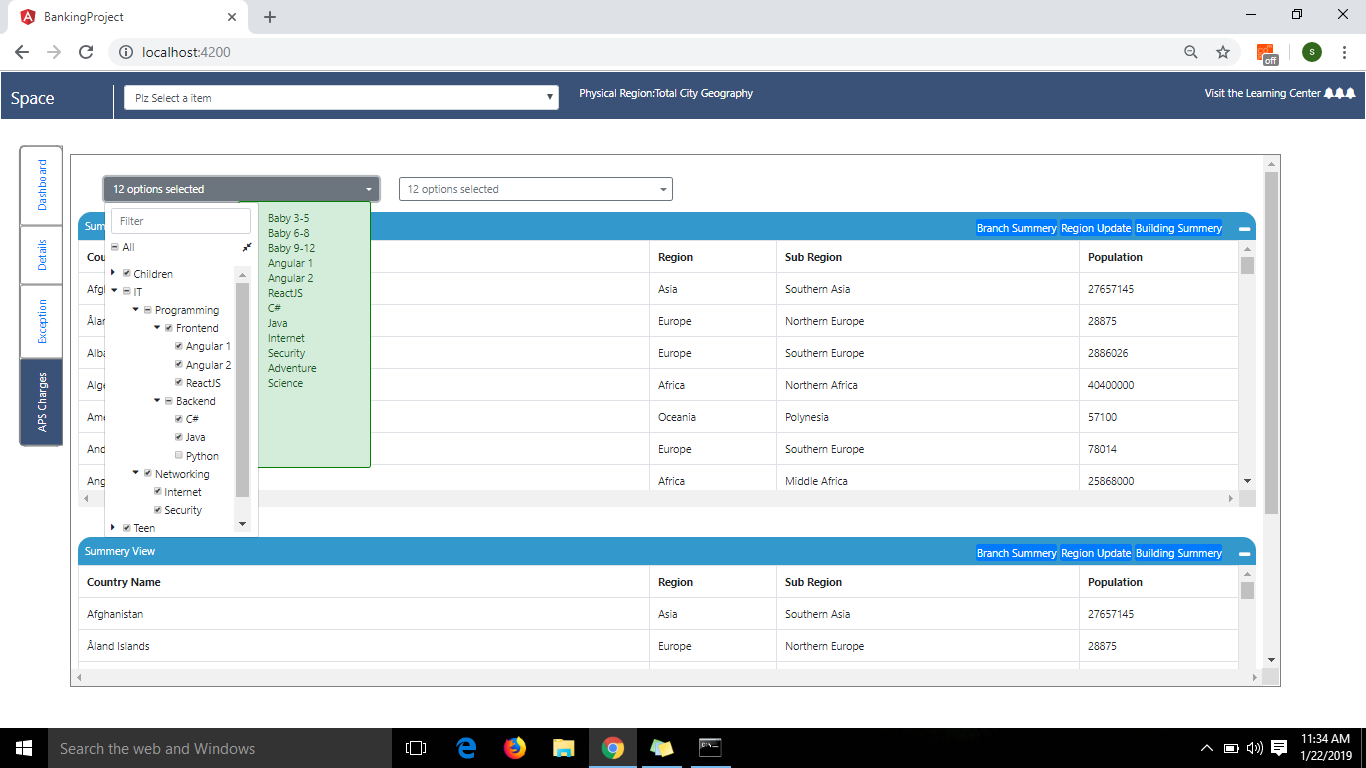 BankingProject
localhost:4200
off
S
Space
Plz Select a item
Physical Region:Total City Geography
Visit the Learning Center
Dashboard
Details
Exception
APS Charges
12 options selected
12 options selected
Filter
All
Children
IT
Programming
Frontend
Angular 1
Angular 2
ReactJS
Backend
C#
Java
Python
Networking
Internet
Security
Teen
Baby 3-5
Baby 6-8
Baby 9-12
Angular 1
Angular 2
ReactJS
C#
Java
Internet
Security
Adventure
Science
Branch Summery Region Update Building Summery
Region Sub Region Population
Asia Southern Asia 27657145
Europe Northern Europe 28875
Europe Southern Europe 2886026
Africa Northern Africa 40400000
Oceania Polynesia 57100
Europe Southern Europe 78014
Africa Middle Africa 25868000
Summery View Branch Summery Region Update Building Summery
Country Name Region Sub Region Population
Afghanistan Asia Southern Asia 27657145
Åland Islands Europe Northern Europe 28875
Search the web and Windows
11:34 AM
1/22/2019